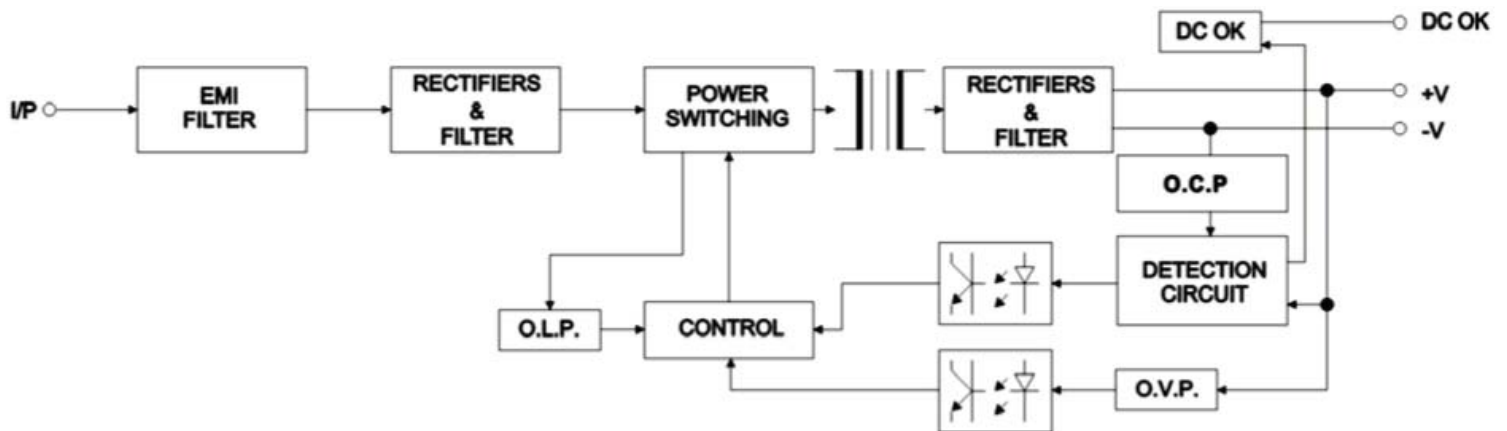 DC OK
DC OK
I/P
EMI
FILTER
RECTIFIERS
&
FILTER
POWER
SWITCHING
RECTIFIERS
&
FILTER
+V
-V
O.C.P
DETECTION
CIRCUIT
O.L.P.
CONTROL
O.V.P.